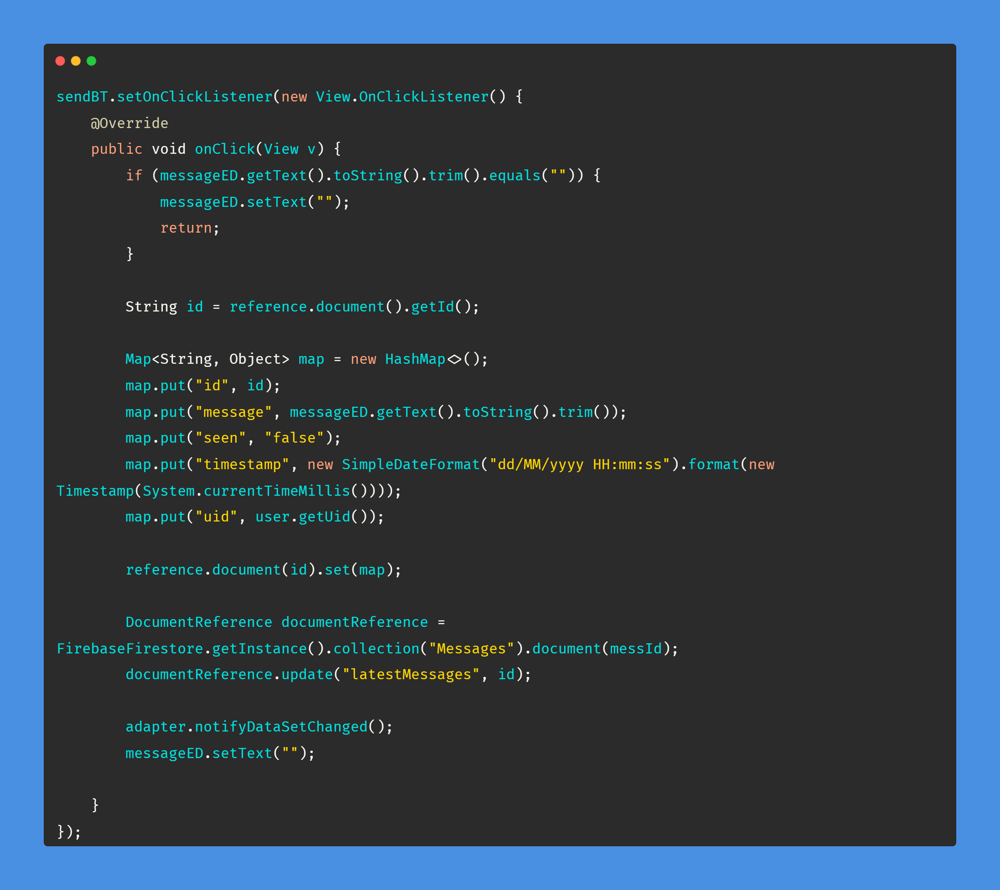 sendBT.setOnClickListener(new View.OnClickListener() {
    @Override
    public void onClick(View v) {
        if (messageED.getText().toString().trim().equals("")) {
            messageED.setText("");
            return;
        }

        String id = reference.document().getId();

        Map<String, Object> map = new HashMap<>();
        map.put("id", id);
        map.put("message", messageED.getText().toString().trim());
        map.put("seen", "false");
        map.put("timestamp", new SimpleDateFormat("dd/MM/yyyy HH:mm:ss").format(new
Timestamp(System.currentTimeMillis())));
        map.put("uid", user.getUid());

        reference.document(id).set(map);

        DocumentReference documentReference =
FirebaseFirestore.getInstance().collection("Messages").document(messId);
        documentReference.update("latestMessages", id);

        adapter.notifyDataSetChanged();
        messageED.setText("");

    }
});